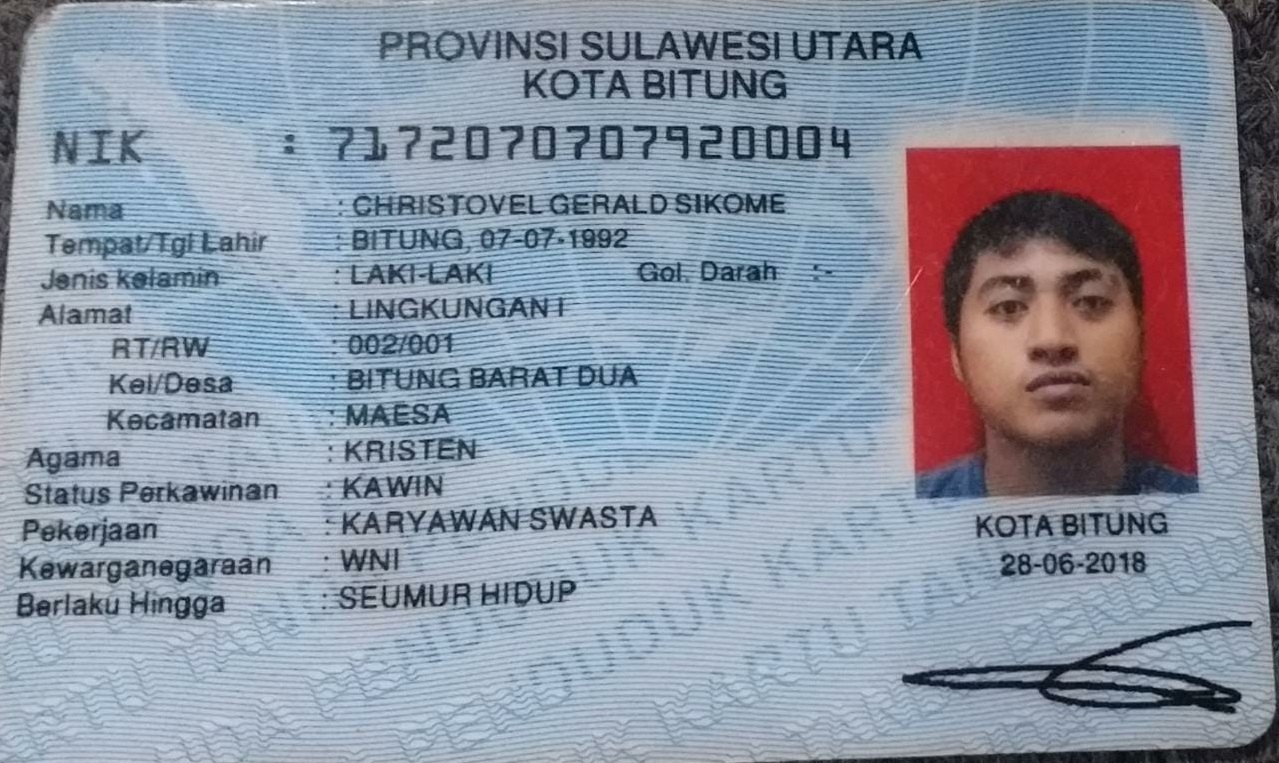 PROVINSI SULAWESI UTARA
KOTA BITUNG
NIK : 7172070707920004
Nama : CHRISTOVEL GERALD SIKOME
Tempat/Tgl Lahir : BITUNG, 07-07-1992
Jenis kelamin : LAKI-LAKI Gol. Darah :-
Alamat : LINGKUNGAN I
RT/RW : 002/001
Kel/Desa : BITUNG BARAT DUA
Kecamatan : MAESA
Agama : KRISTEN
Status Perkawinan : KAWIN
Pekerjaan : KARYAWAN SWASTA
Kewarganegaraan : WNI
Berlaku Hingga : SEUMUR HIDUP
KOTA BITUNG
28-06-2018